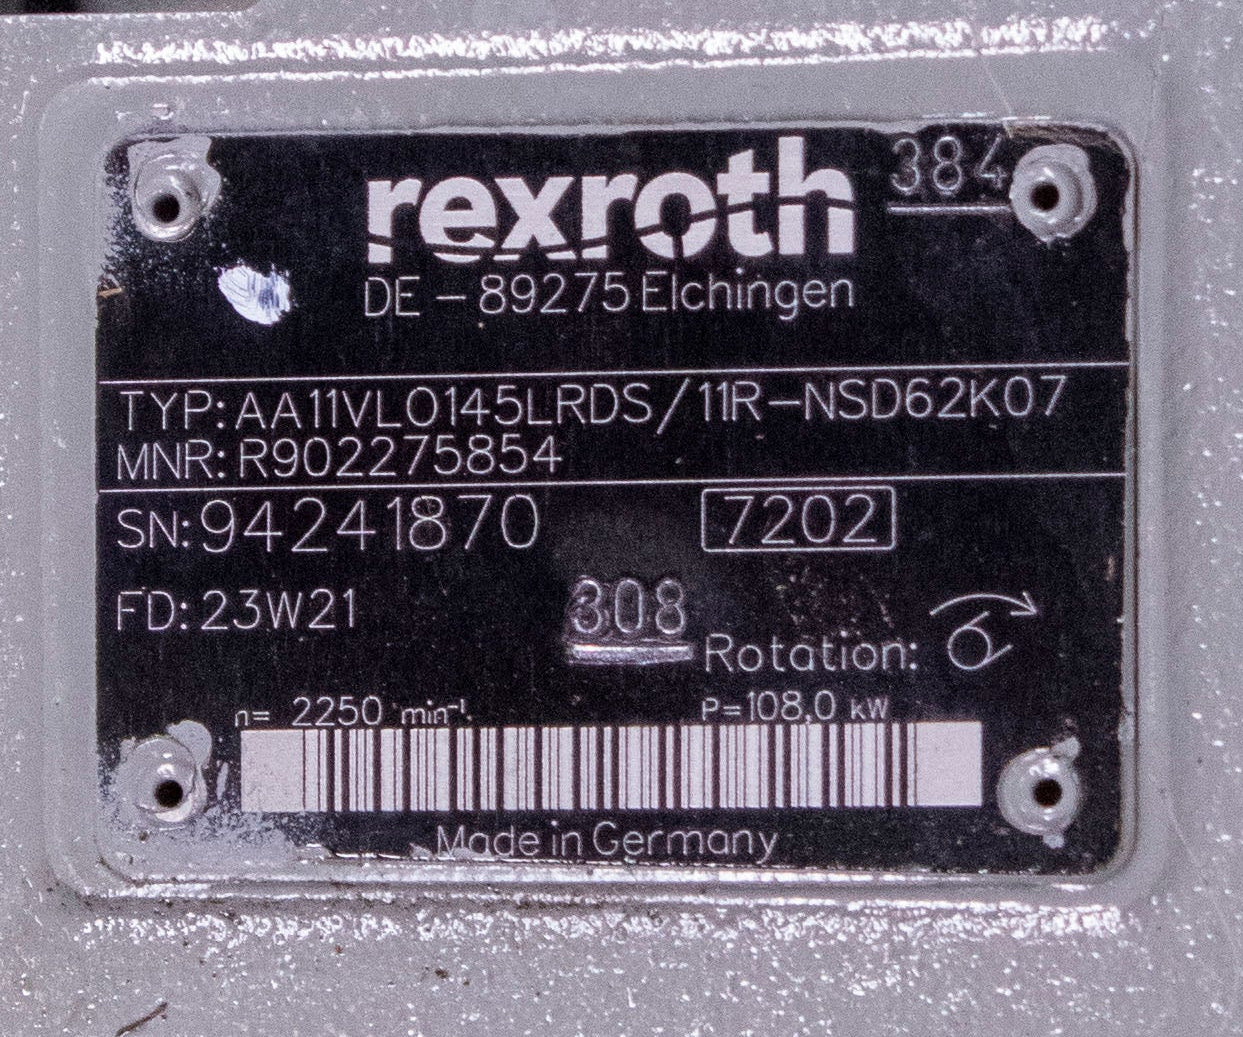 rexroth 384
DE - 89275 Elchingen
TYP: AA11VLO145LRDS/11R-NSD62K07
MNR: R902275854
SN: 94241870 7202
FD: 23W21
308
Rotation:
n= 2250 min⁻¹ P=108,0 kW
Made in Germany